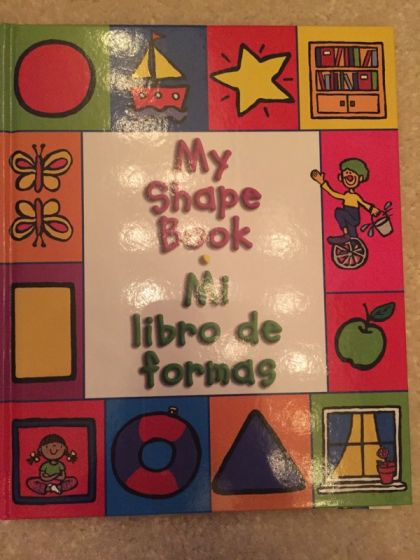 My
Shape
Book
Mi
libro de
formas